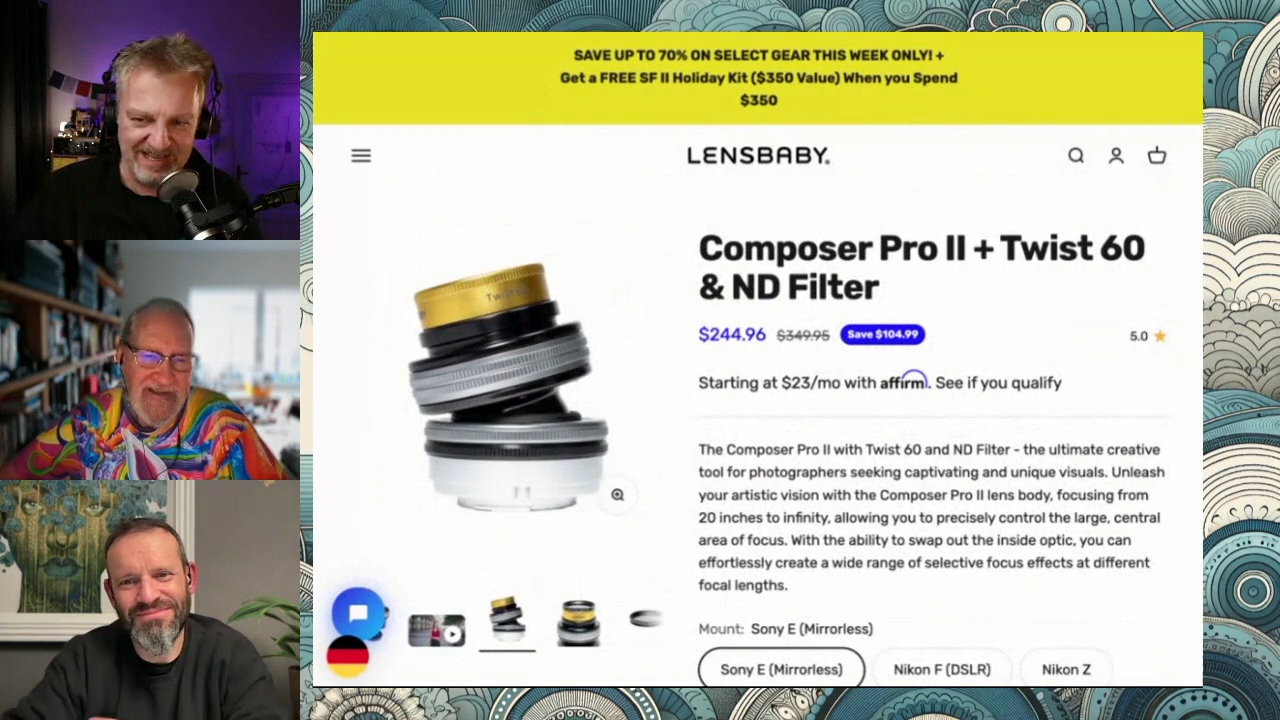 SAVE UP TO 70% ON SELECT GEAR THIS WEEK ONLY! +
Get a FREE SF II Holiday Kit ($350 Value) When you Spend
$350
LENSBABY
Composer Pro II + Twist 60
& ND Filter
$244.96 $349.95 Save $104.99
5.0
Starting at $23/mo with affirm. See if you qualify
The Composer Pro II with Twist 60 and ND Filter - the ultimate creative
tool for photographers seeking captivating and unique visuals. Unleash
your artistic vision with the Composer Pro II lens body, focusing from
20 inches to infinity, allowing you to precisely control the large, central
area of focus. With the ability to swap out the inside optic, you can
effortlessly create a wide range of selective focus effects at different
focal lengths.
Mount: Sony E (Mirrorless)
Sony E (Mirrorless)
Nikon F (DSLR)
Nikon Z